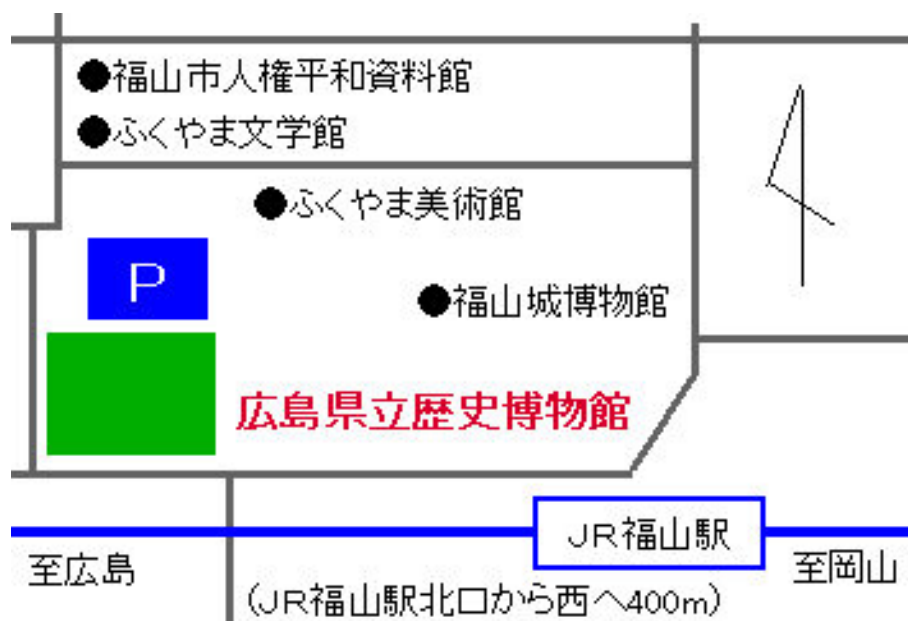 ●福山市人権平和資料館
●ふくやま文学館
●ふくやま美術館
P
●福山城博物館
広島県立歴史博物館
JR福山駅
至広島
至岡山
(JR福山駅北口から西へ400m)